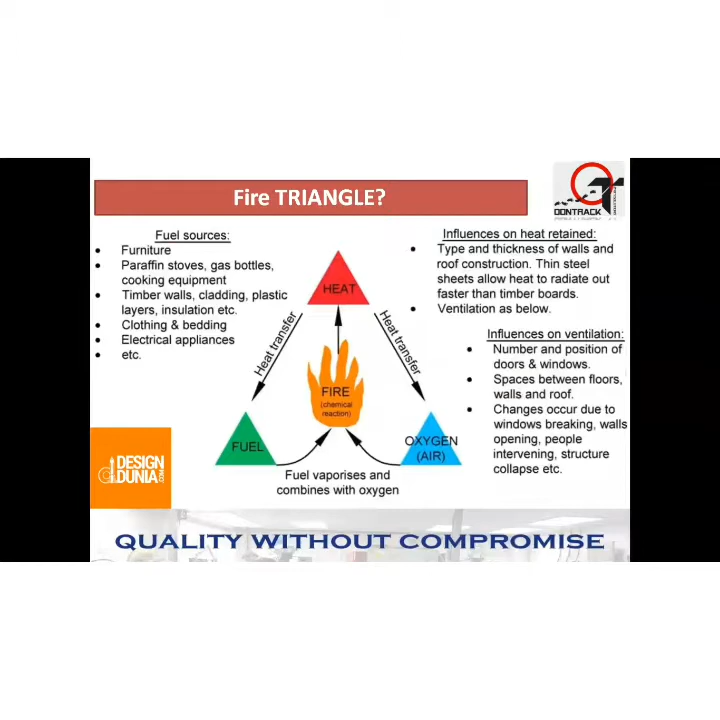 Fire TRIANGLE?
DONTRACK
Fuel sources:
• Furniture
• Paraffin stoves, gas bottles,
cooking equipment
• Timber walls, cladding, plastic
layers, insulation etc.
• Clothing & bedding
• Electrical appliances
• etc.
HEAT
Heat transfer
Heat transfer
FIRE
(chemical
reaction)
FUEL
OXYGEN
(AIR)
Fuel vaporises and
combines with oxygen
Influences on heat retained:
• Type and thickness of walls and
roof construction. Thin steel
sheets allow heat to radiate out
faster than timber boards.
• Ventilation as below.
Influences on ventilation:
• Number and position of
doors & windows.
• Spaces between floors,
walls and roof.
• Changes occur due to
windows breaking, walls
opening, people
intervening, structure
collapse etc.
DESIGN
DUNIA
QUALITY WITHOUT COMPROMISE